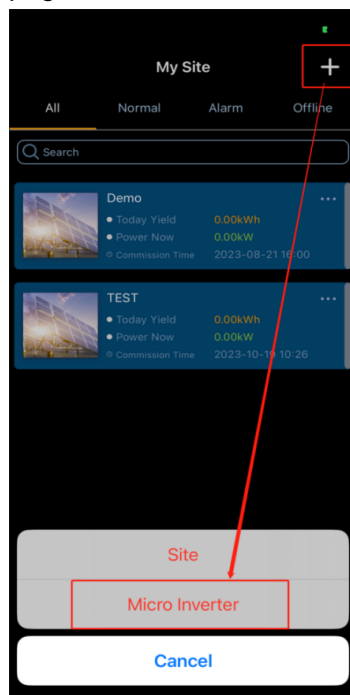 My Site +
All Normal Alarm Offline
Search
Demo ...
Today Yield 0.00kWh
Power Now 0.00kW
Commission Time 2023-08-21 16:00
TEST ...
Today Yield 0.00kWh
Power Now 0.00kW
Commission Time 2023-10-19 10:26
Site
Micro Inverter
Cancel